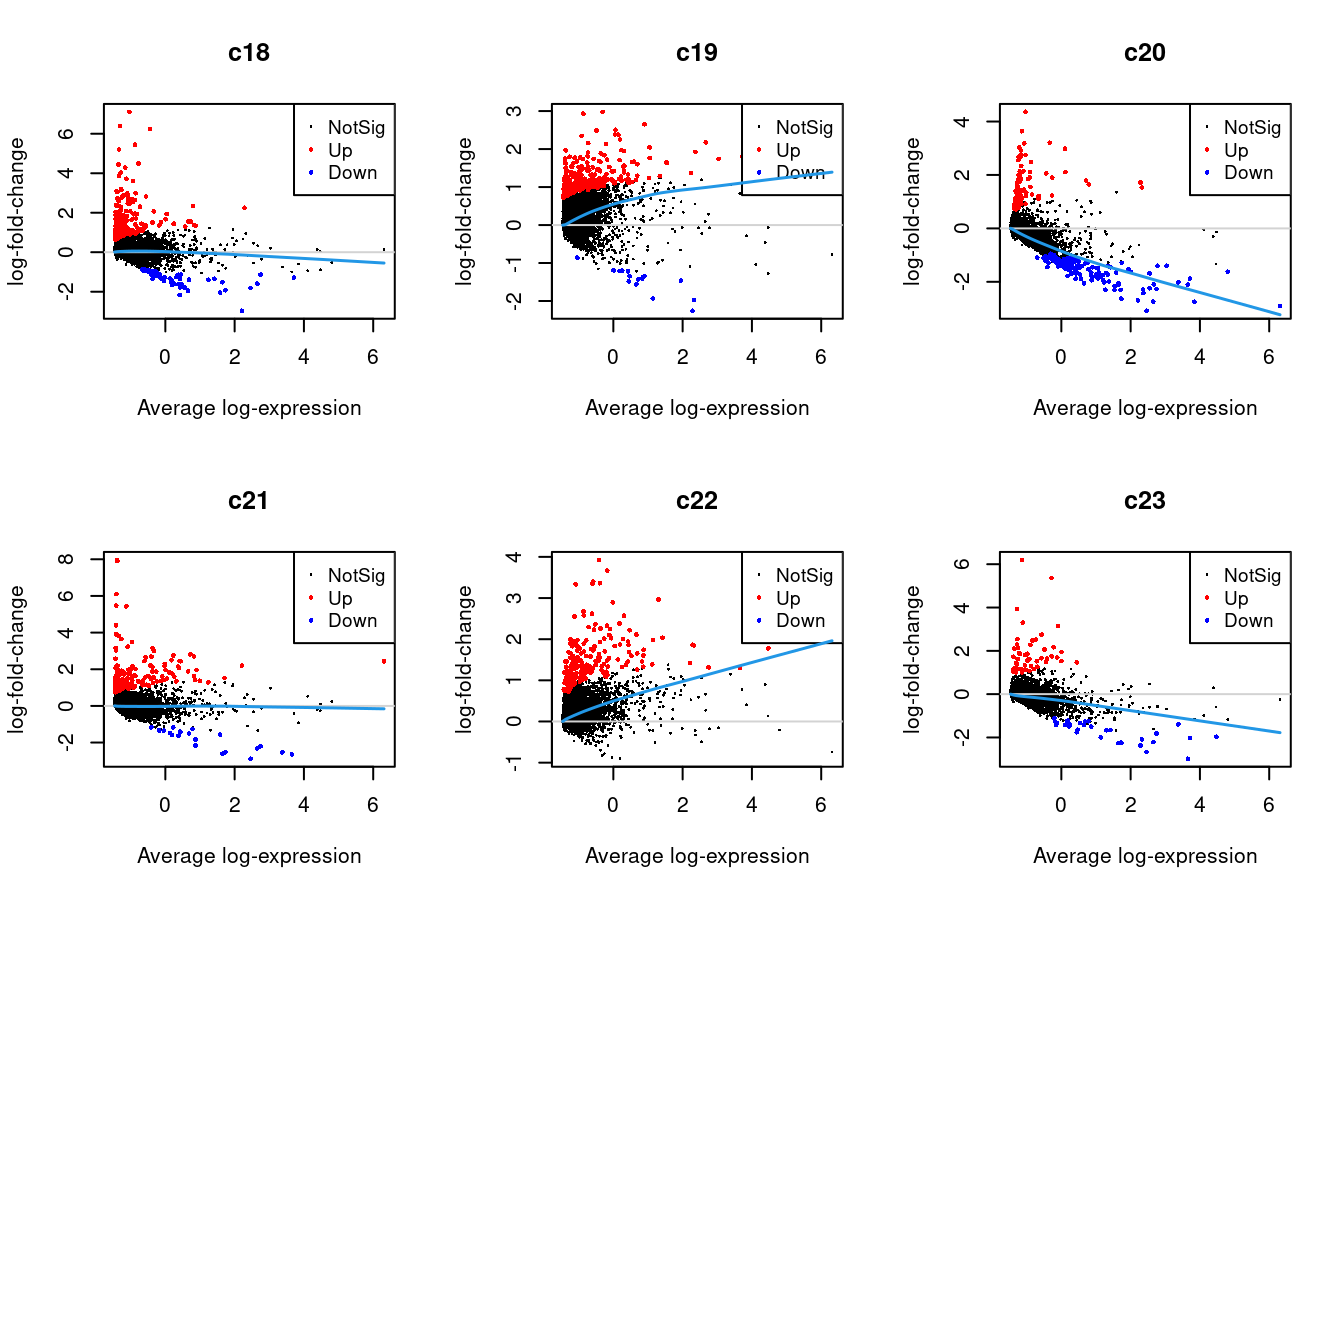 c18
log-fold-change
6
4
2
0
-2
NotSig
Up
Down
0 2 4 6
Average log-expression
c19
log-fold-change
3
2
1
0
-1
-2
NotSig
Up
Down
0 2 4 6
Average log-expression
c20
log-fold-change
4
2
0
-2
NotSig
Up
Down
0 2 4 6
Average log-expression
c21
log-fold-change
8
6
4
2
0
-2
NotSig
Up
Down
0 2 4 6
Average log-expression
c22
log-fold-change
4
3
2
1
0
-1
NotSig
Up
Down
0 2 4 6
Average log-expression
c23
log-fold-change
6
4
2
0
-2
NotSig
Up
Down
0 2 4 6
Average log-expression